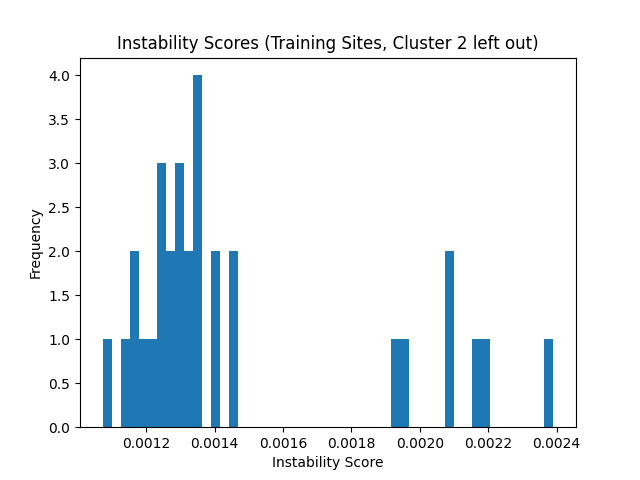 Instability Scores (Training Sites, Cluster 2 left out)
4.0
3.5
3.0
2.5
2.0
1.5
1.0
0.5
0.0
Frequency
0.0012 0.0014 0.0016 0.0018 0.0020 0.0022 0.0024
Instability Score